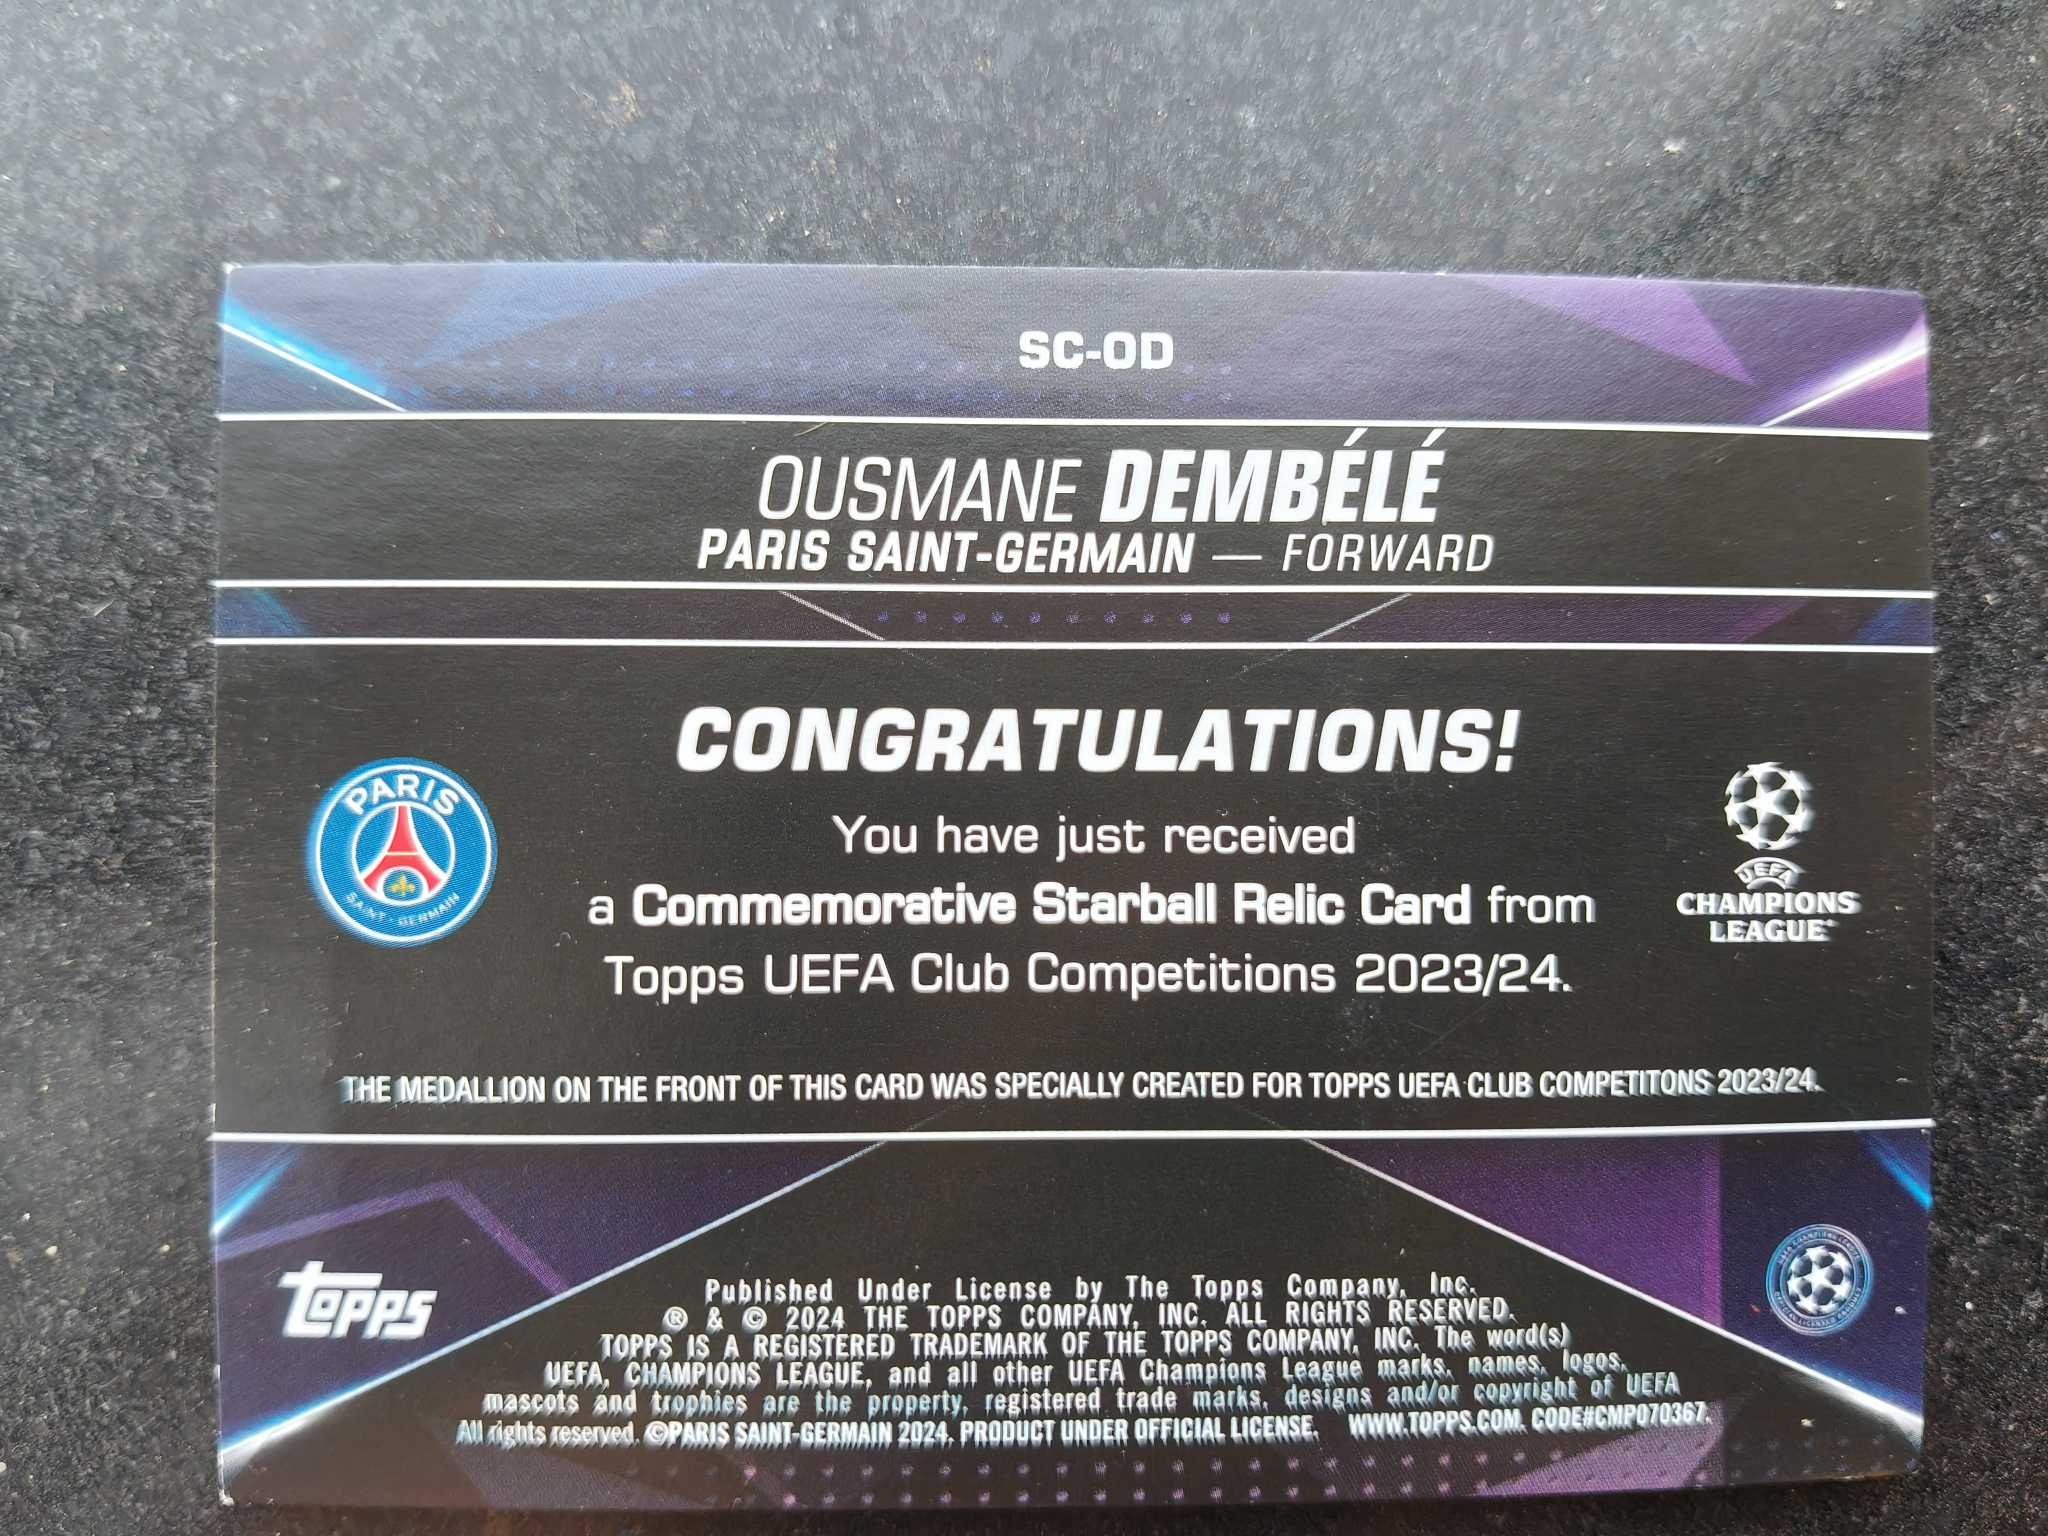 SC-OD
OUSMANE DEMBÉLÉ
PARIS SAINT-GERMAIN — FORWARD
CONGRATULATIONS!
You have just received
a Commemorative Starball Relic Card from
Topps UEFA Club Competitions 2023/24.
PARIS
SAINT-GERMAIN
UEFA
CHAMPIONS
LEAGUE
THE MEDALLION ON THE FRONT OF THIS CARD WAS SPECIALLY CREATED FOR TOPPS UEFA CLUB COMPETITONS 2023/24.
topps
Published Under License by The Topps Company, Inc.
® & © 2024 THE TOPPS COMPANY, INC. ALL RIGHTS RESERVED.
TOPPS IS A REGISTERED TRADEMARK OF THE TOPPS COMPANY, INC. The word(s)
UEFA, CHAMPIONS LEAGUE, and all other UEFA Champions League marks, names, logos,
mascots and trophies are the property, registered trade marks, designs and/or copyright of UEFA
All rights reserved. ©PARIS SAINT-GERMAIN 2024. PRODUCT UNDER OFFICIAL LICENSE. WWW.TOPPS.COM. CODE#CMP070367.
UEFA CHAMPIONS LEAGUE
OFFICIAL LICENSED PRODUCT